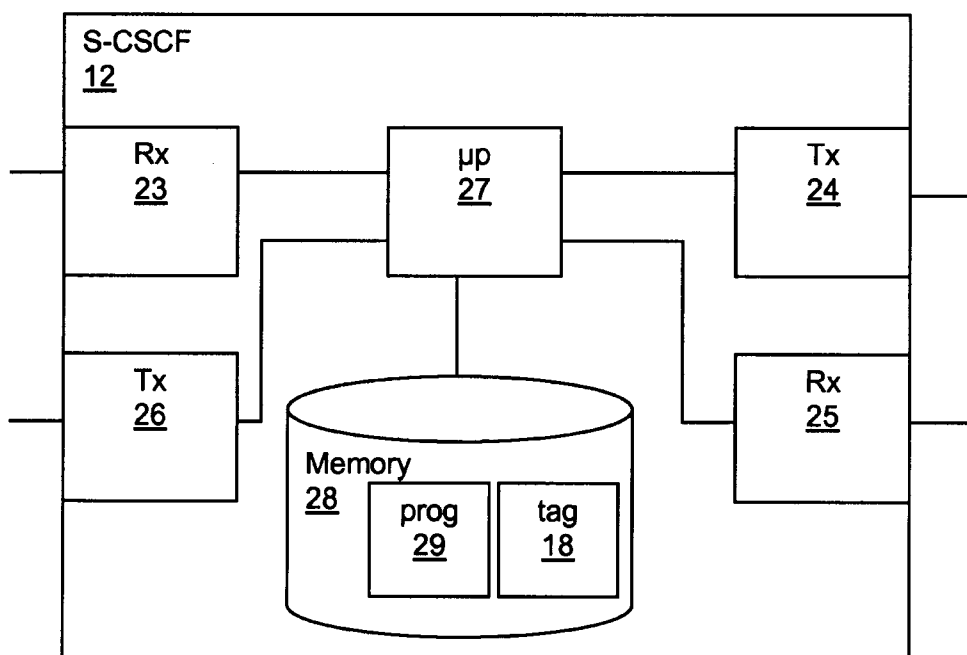 S-CSCF
12
Rx
23
µp
27
Tx
24
Tx
26
Rx
25
Memory
28
prog
29
tag
18